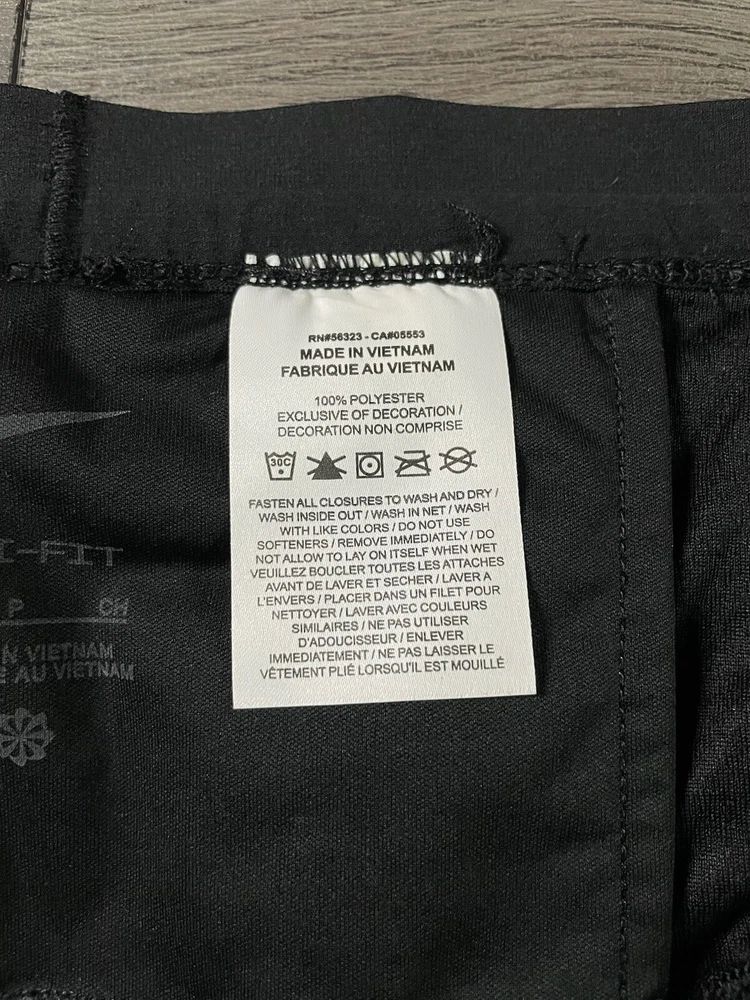 RN#56323 - CA#05553
MADE IN VIETNAM
FABRIQUE AU VIETNAM
100% POLYESTER
EXCLUSIVE OF DECORATION /
DECORATION NON COMPRISE
30C
FASTEN ALL CLOSURES TO WASH AND DRY /
WASH INSIDE OUT / WASH IN NET / WASH
WITH LIKE COLORS / DO NOT USE
SOFTENERS / REMOVE IMMEDIATELY / DO
NOT ALLOW TO LAY ON ITSELF WHEN WET
VEUILLEZ BOUCLER TOUTES LES ATTACHES
AVANT DE LAVER ET SECHER / LAVER A
L'ENVERS / PLACER DANS UN FILET POUR
NETTOYER / LAVER AVEC COULEURS
SIMILAIRES / NE PAS UTILISER
D'ADOUCISSEUR / ENLEVER
IMMEDIATEMENT / NE PAS LAISSER LE
VÊTEMENT PLIÉ LORSQU'IL EST MOUILLÉ
I-FIT
P CH
N VIETNAM
E AU VIETNAM